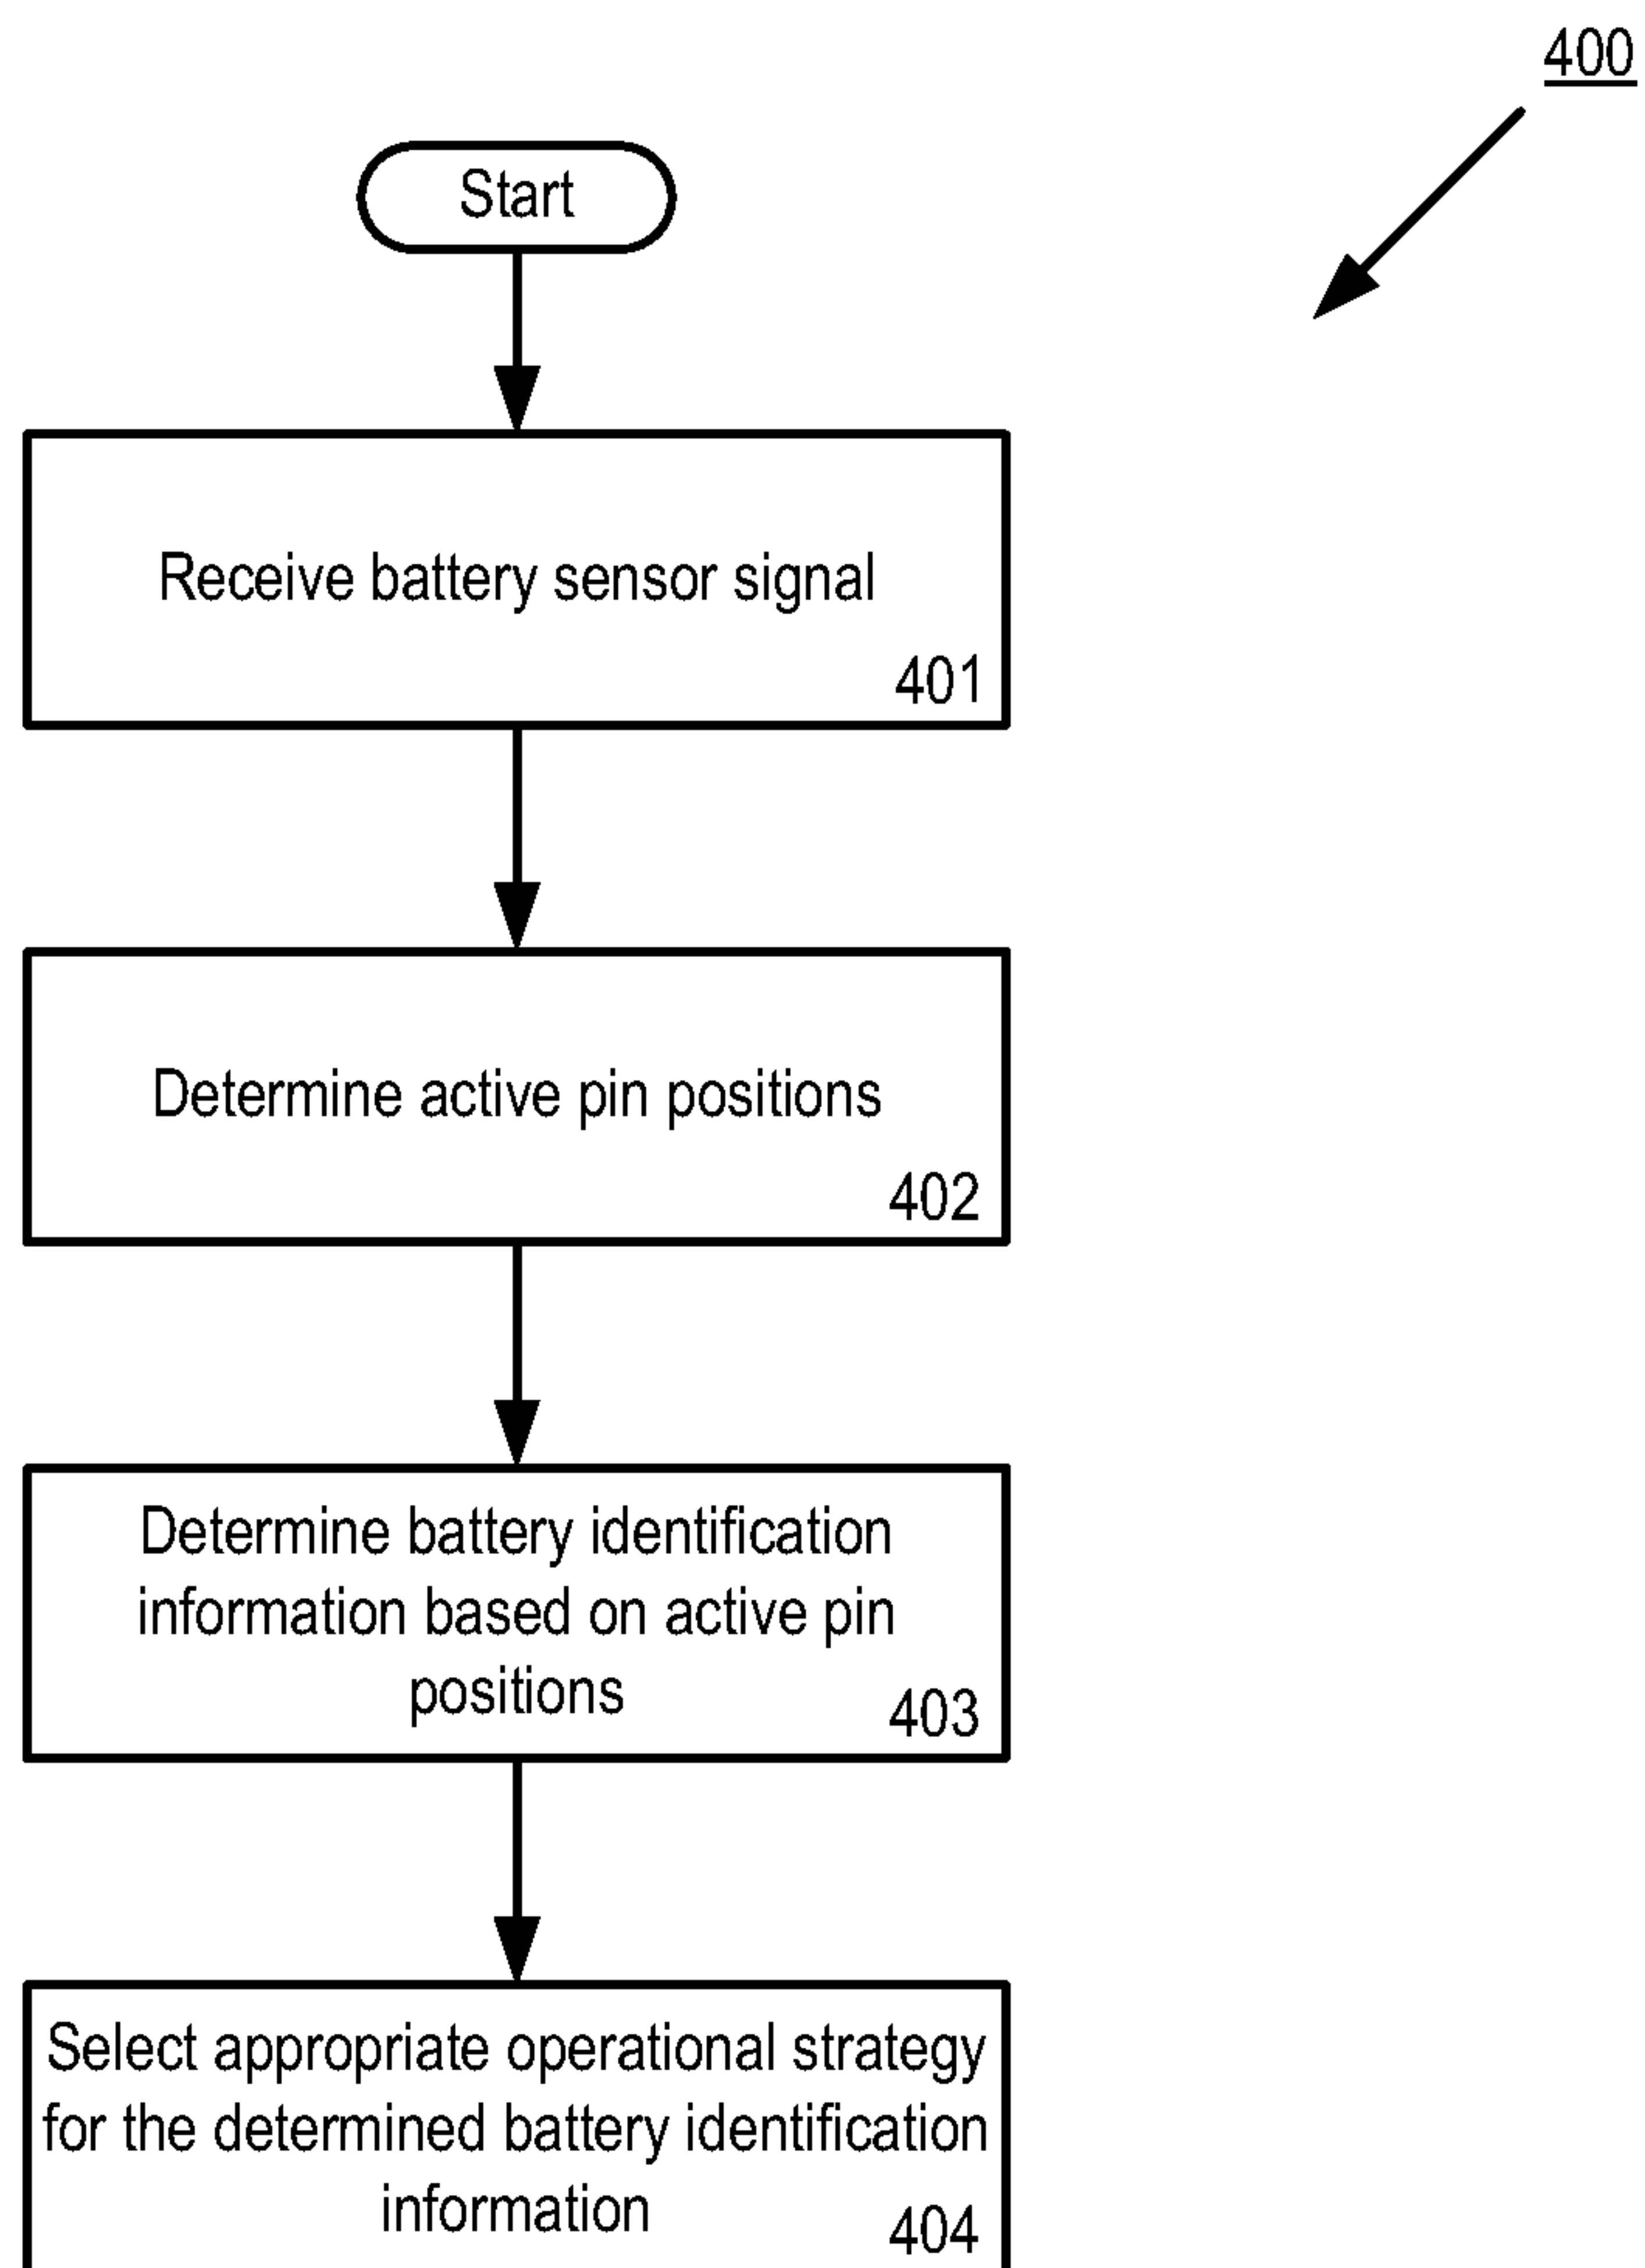 400
Start
Receive battery sensor signal
401
Determine active pin positions
402
Determine battery identification
information based on active pin
positions
403
Select appropriate operational strategy
for the determined battery identification
information
404